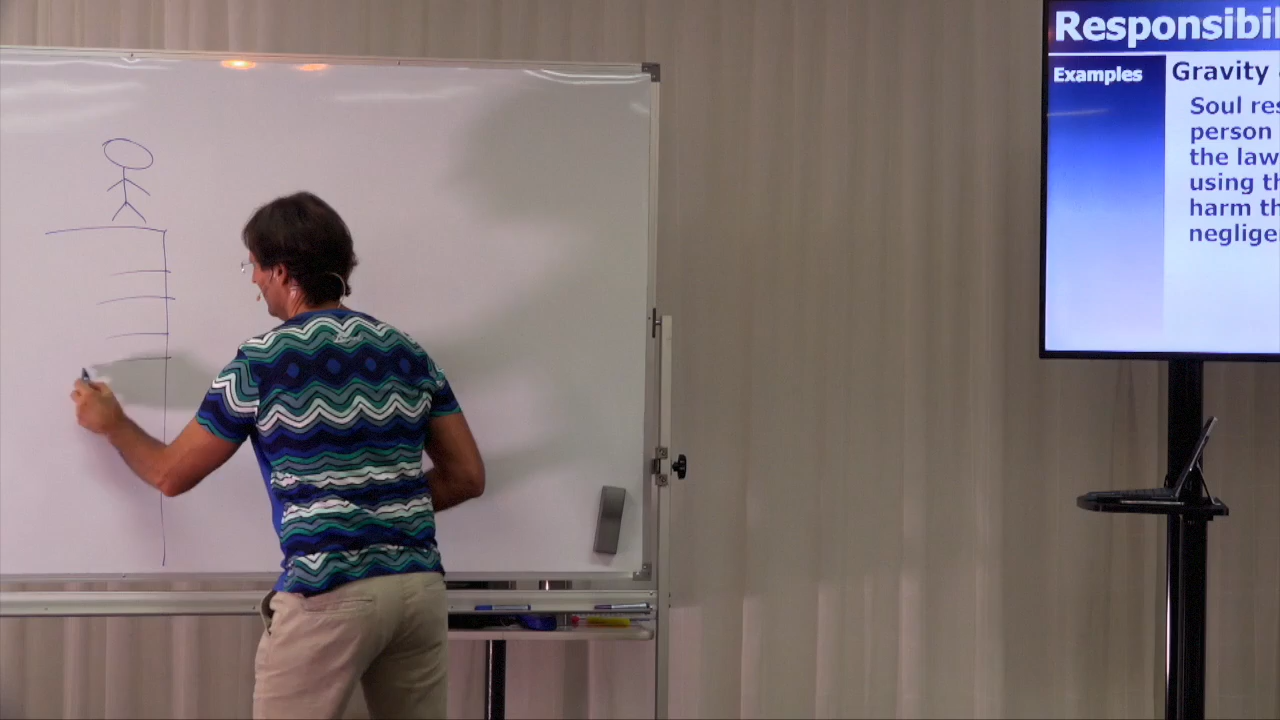 Responsibil
Examples
Gravity
Soul res
person
the law
using th
harm th
neglige